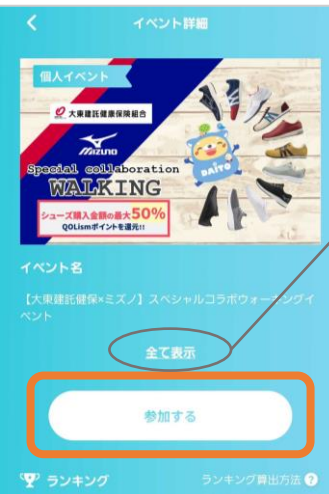 イベント詳細
個人イベント
大東建託健康保険組合
Mizuno
Special collaboration
WALKING
DAITO
シューズ購入金額の最大50%
QOLismポイントを還元!!
イベント名
【大東建託健保×ミズノ】スペシャルコラボウォーキングイ
ベント
全て表示
参加する
ランキング
ランキング算出方法 ?